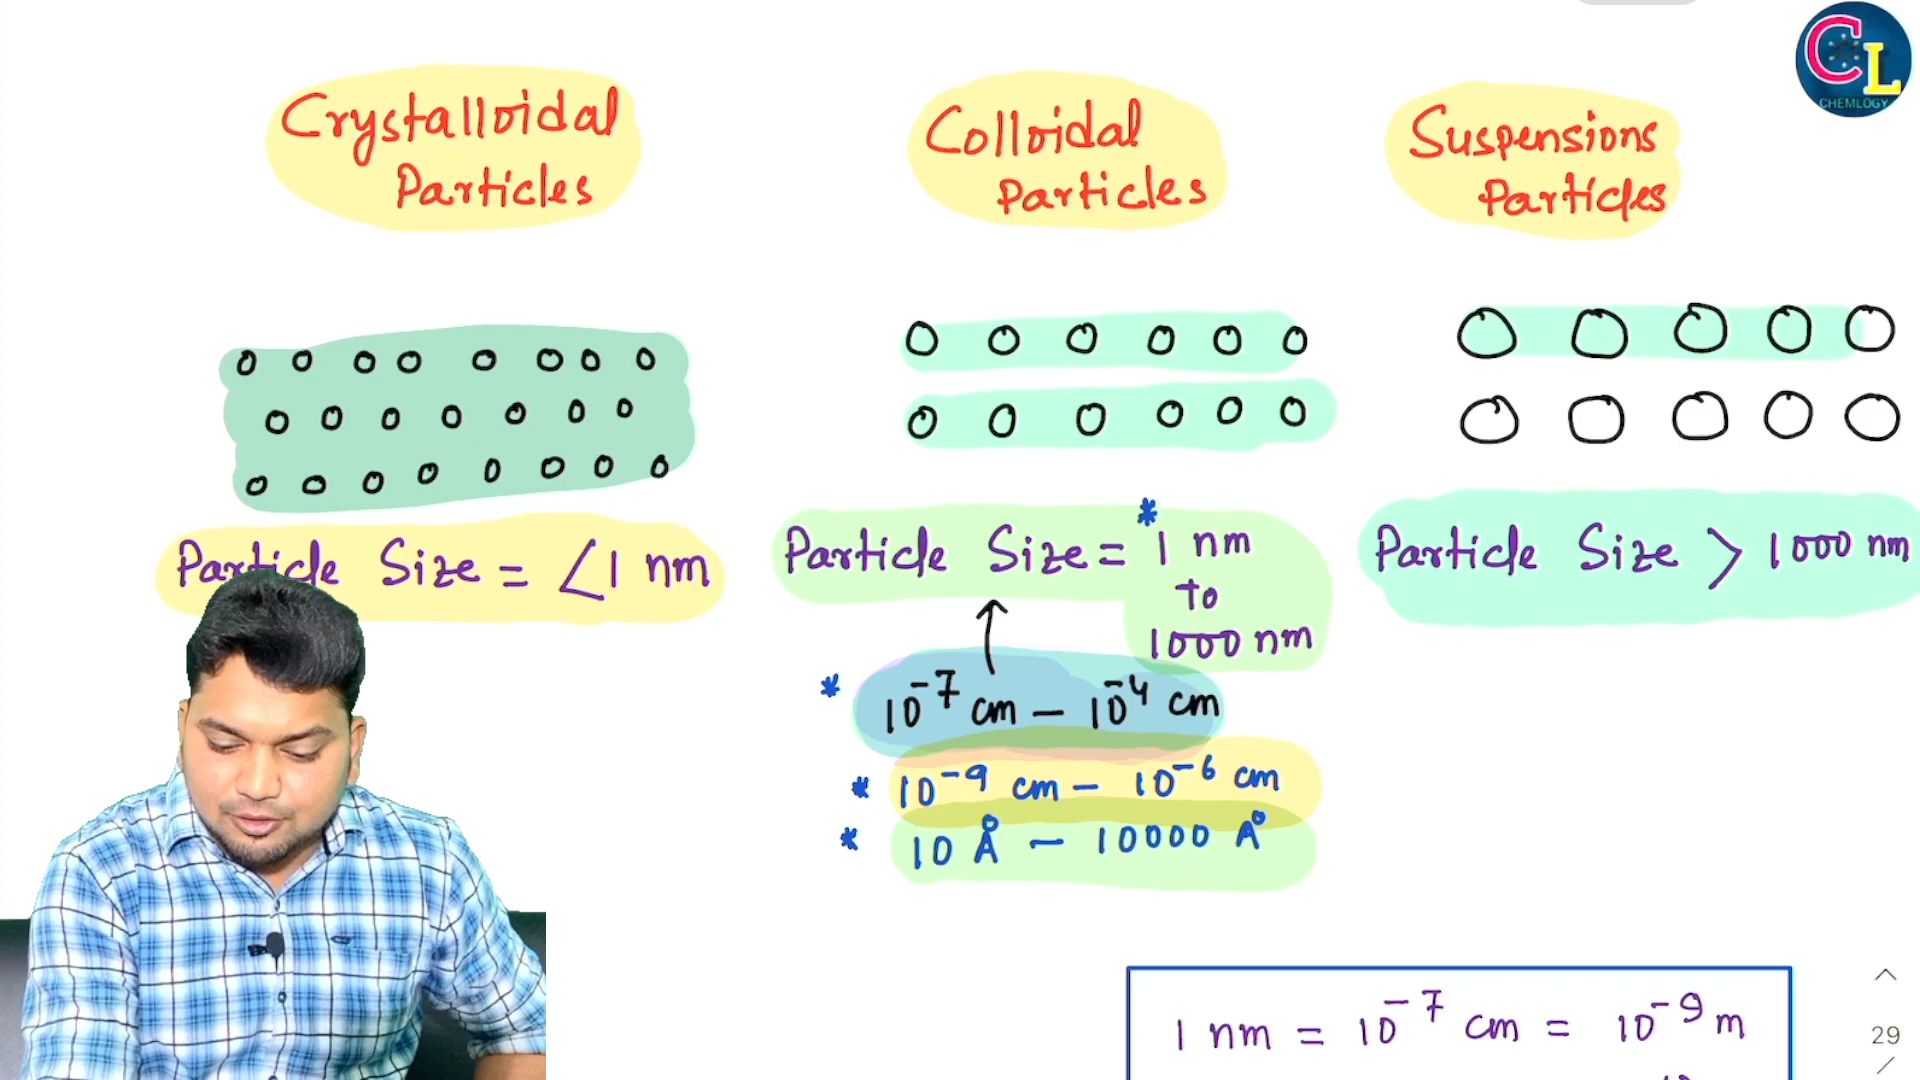 Crystalloidal
Particles
Colloidal
Particles
Suspensions
Particles
CL
CHEMLOGY
Particle Size = <1 nm
Particle Size = *1 nm
to
1000 nm
Particle Size > 1000 nm
* 10⁻⁷ cm – 10⁻⁴ cm
* 10⁻⁹ cm – 10⁻⁶ cm
* 10 Å – 10000 Å
1 nm = 10⁻⁷ cm = 10⁻⁹ m
29